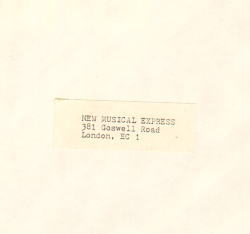 NEW MUSICAL EXPRESS
381 Goswell Road
London, EC 1